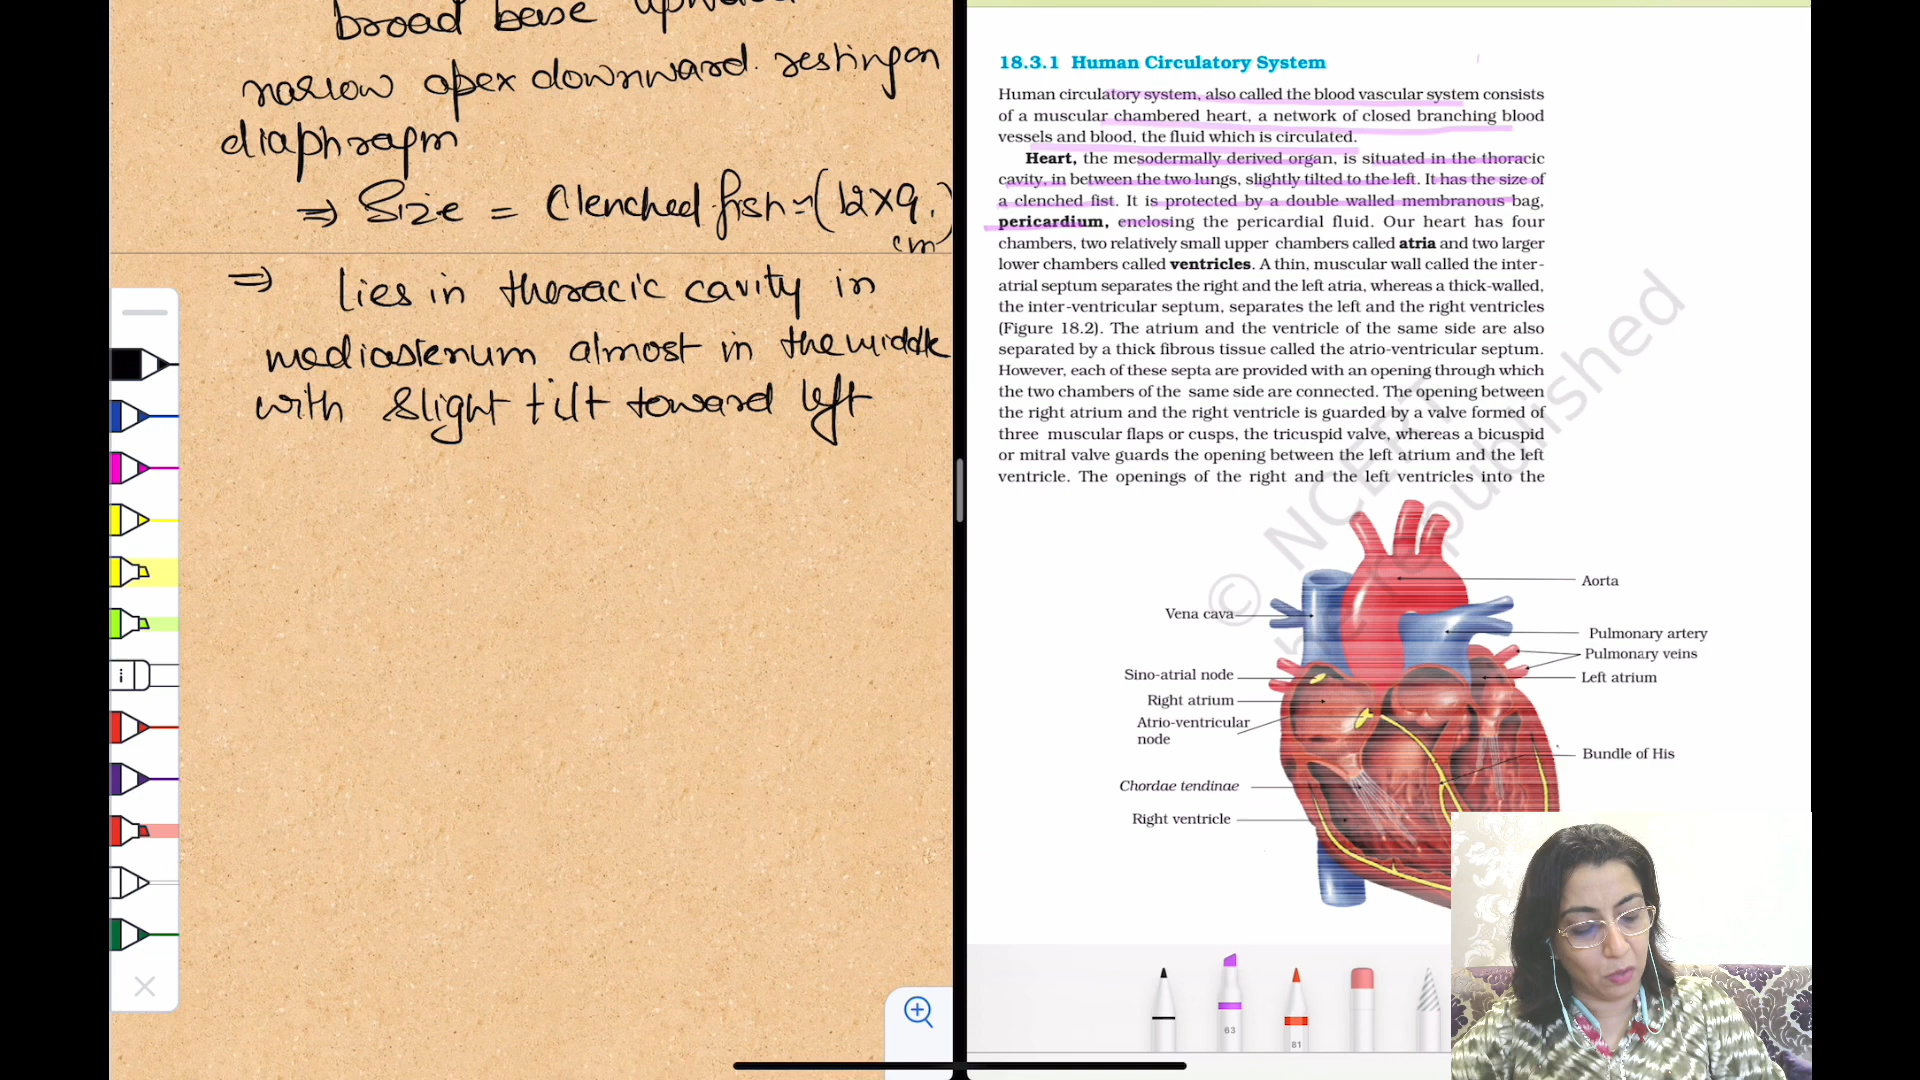 broad base upward
narrow apex downward. resting on
diaphragm
⇒ Size = Clenched fish ≈ (12×9.
cm
⇒ Lies in thoracic cavity in
mediastenum almost in the middle
with slight tilt toward left
18.3.1 Human Circulatory System
Human circulatory system, also called the blood vascular system consists
of a muscular chambered heart, a network of closed branching blood
vessels and blood, the fluid which is circulated.
Heart, the mesodermally derived organ, is situated in the thoracic
cavity, in between the two lungs, slightly tilted to the left. It has the size of
a clenched fist. It is protected by a double walled membranous bag,
pericardium, enclosing the pericardial fluid. Our heart has four
chambers, two relatively small upper chambers called atria and two larger
lower chambers called ventricles. A thin, muscular wall called the inter-
atrial septum separates the right and the left atria, whereas a thick-walled,
the inter-ventricular septum, separates the left and the right ventricles
(Figure 18.2). The atrium and the ventricle of the same side are also
separated by a thick fibrous tissue called the atrio-ventricular septum.
However, each of these septa are provided with an opening through which
the two chambers of the same side are connected. The opening between
the right atrium and the right ventricle is guarded by a valve formed of
three muscular flaps or cusps, the tricuspid valve, whereas a bicuspid
or mitral valve guards the opening between the left atrium and the left
ventricle. The openings of the right and the left ventricles into the
© NCERT
republished
Aorta
Vena cava
Pulmonary artery
Pulmonary veins
Sino-atrial node
Left atrium
Right atrium
Atrio-ventricular
node
Bundle of His
Chordae tendinae
Right ventricle
63
81